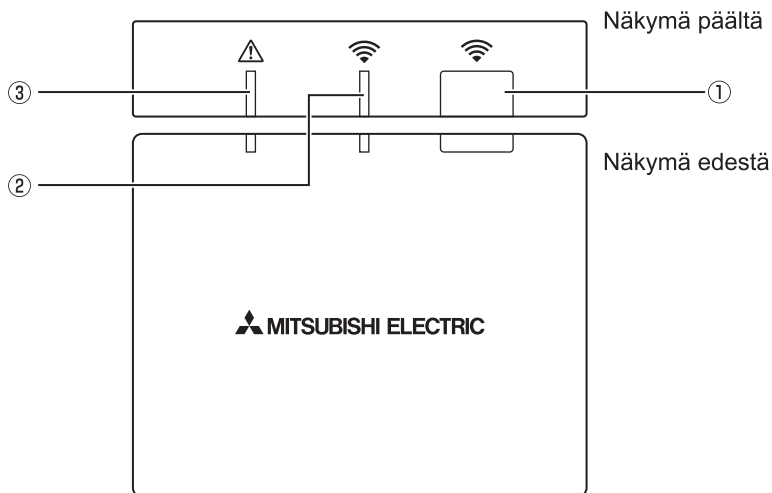 Näkymä päältä
③
①
②
Näkymä edestä
MITSUBISHI ELECTRIC